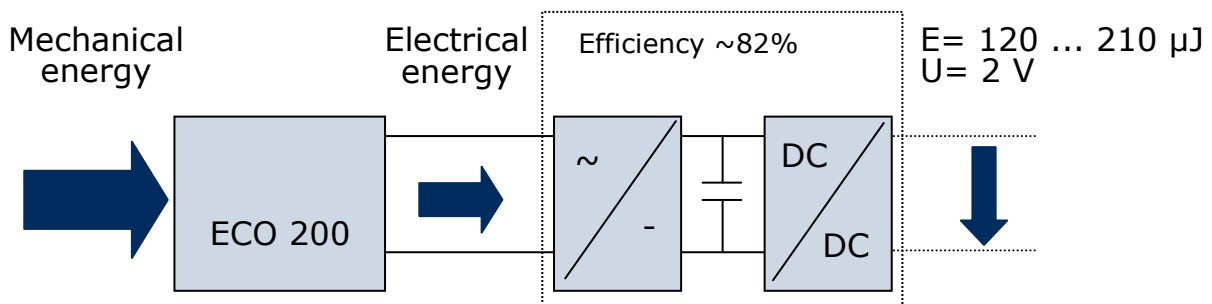 Mechanical
energy
Electrical
energy
Efficiency ~82%
E= 120 ... 210 µJ
U= 2 V
ECO 200
~
-
DC
DC